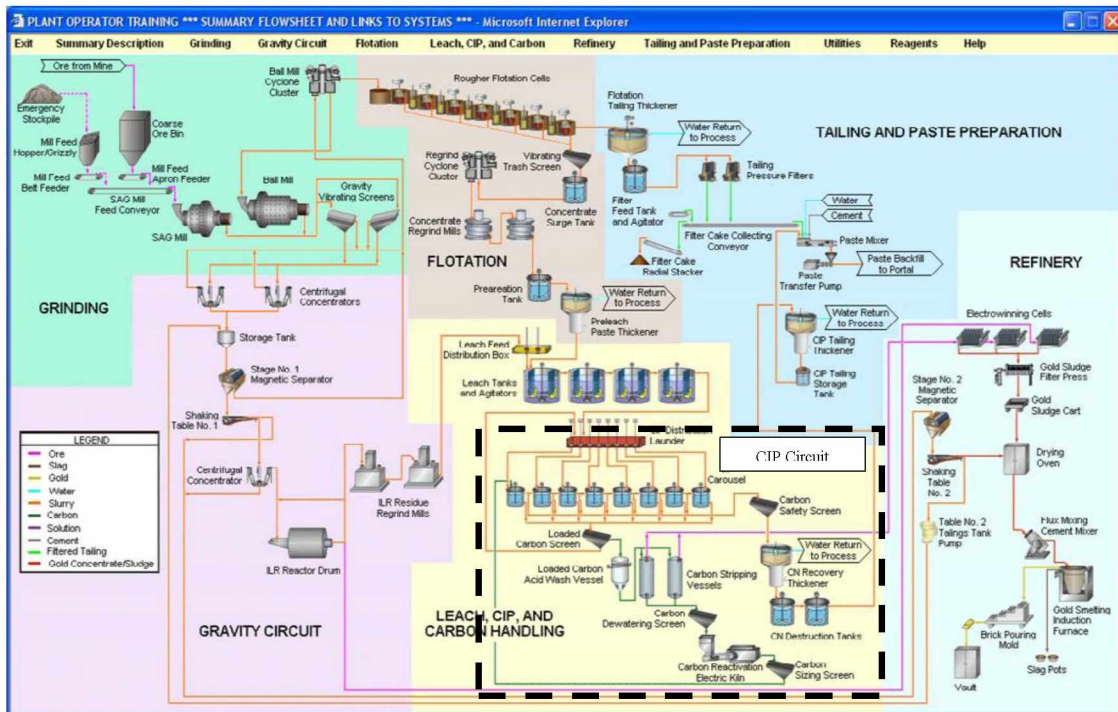 PLANT OPERATOR TRAINING *** SUMMARY FLOWSHEET AND LINKS TO SYSTEMS *** - Microsoft Internet Explorer
Exit Summary Description Grinding Gravity Circuit Flotation Leach, CIP, and Carbon Refinery Tailing and Paste Preparation Utilities Reagents Help
Ore from Mine
Emergency
Stockpile
Coarse
Ore Bin
Mill Feed
Hopper/Grizzly
Mill Feed
Belt Feeder
Mill Feed
Apron Feeder
SAG Mill
Feed Conveyor
SAG Mill
Ball Mill
Ball Mill
Cyclone
Cluster
Gravity
Vibrating Screens
GRINDING
Rougher Flotation Cells
Regrind
Cyclone
Cluster
Vibrating
Trash Screen
Concentrate
Surge Tank
Concentrate
Regrind Mills
FLOTATION
Prearation
Tank
Water Return
to Process
Preleach
Paste Thickener
Flotation
Tailing Thickener
Water Return
to Process
TAILING AND PASTE PREPARATION
Tailing
Pressure Filters
Filter
Feed Tank
and Agitator
Water
Cement
Filter Cake Collecting
Conveyor
Paste Mixer
Filter Cake
Radial Stacker
Paste
Transfer Pump
Paste Backfill
to Portal
Water Return
to Process
CIP Tailing
Thickener
CIP Tailing
Storage
Tank
Centrifugal
Concentrators
Storage Tank
Stage No. 1
Magnetic Separator
Shaking
Table No. 1
Centrifugal
Concentrator
ILR Residue
Regrind Mills
ILR Reactor Drum
GRAVITY CIRCUIT
LEGEND
Ore
Slag
Gold
Water
Slurry
Carbon
Solution
Cement
Filtered Tailing
Gold Concentrate/Sludge
Leach Feed
Distribution Box
Leach Tanks
and Agitators
Distribution
Launder
CIP Circuit
Carousel
Carbon
Safety Screen
Loaded
Carbon Screen
Water Return
to Process
Loaded Carbon
Acid Wash Vessel
Carbon Stripping
Vessels
CN Recovery
Thickener
Carbon
Dewatering Screen
CN Destruction Tanks
Carbon Reactivation
Electric Kiln
Carbon
Sizing Screen
LEACH, CIP, AND
CARBON HANDLING
REFINERY
Electrowinning Cells
Gold Sludge
Filter Press
Gold
Sludge Cart
Stage No. 2
Magnetic
Separator
Shaking
Table
No. 2
Drying
Oven
Table No. 2
Tailings Tank
Pump
Flux Mixing
Cement Mixer
Gold Smelting
Induction
Furnace
Brick Pouring
Mold
Slag Pots
Vault